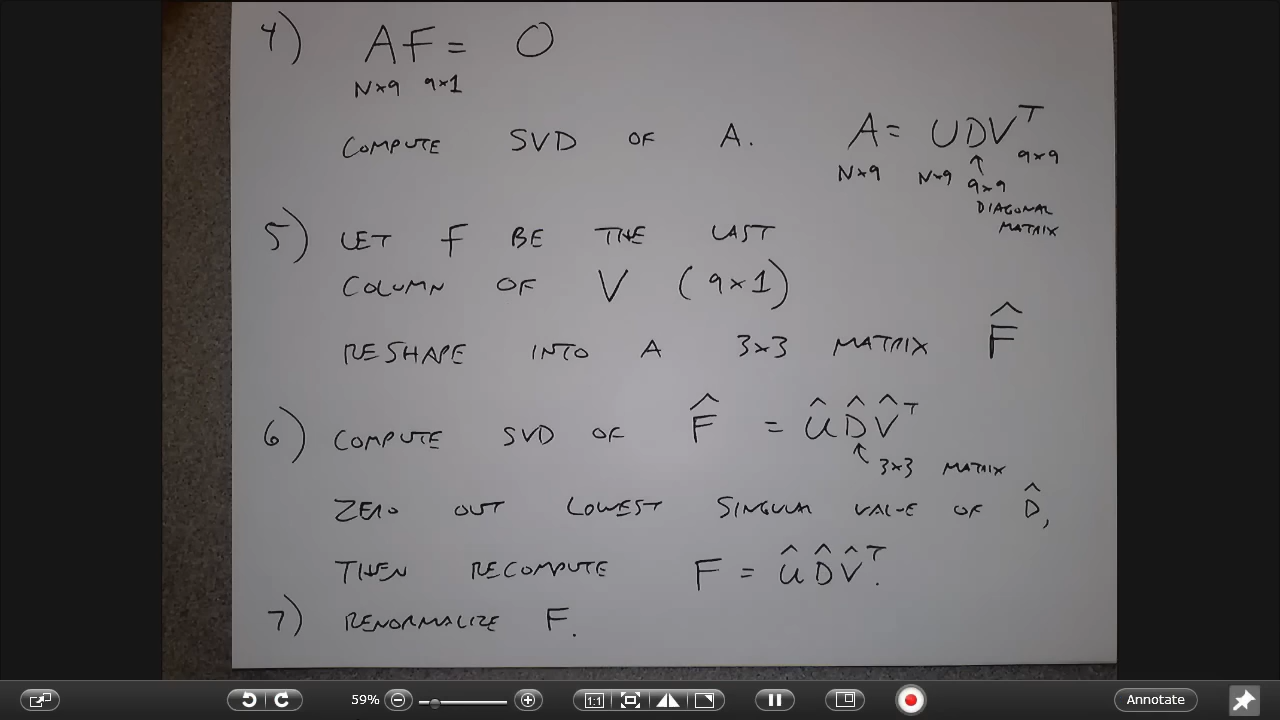 4) AF = 0
N×9 9×1
COMPUTE SVD OF A. A = UDVᵀ
N×9 N×9 9×9 9×9
DIAGONAL
MATRIX
5) LET F BE THE LAST
COLUMN OF V (9×1)
RESHAPE INTO A 3×3 MATRIX F̂
6) COMPUTE SVD OF F̂ = ÛD̂V̂ᵀ
3×3 MATRIX
ZERO OUT LOWEST SINGULAR VALUE OF D̂,
THEN RECOMPUTE F = ÛD̂V̂ᵀ.
7) RENORMALIZE F.
59%
1:1
Annotate